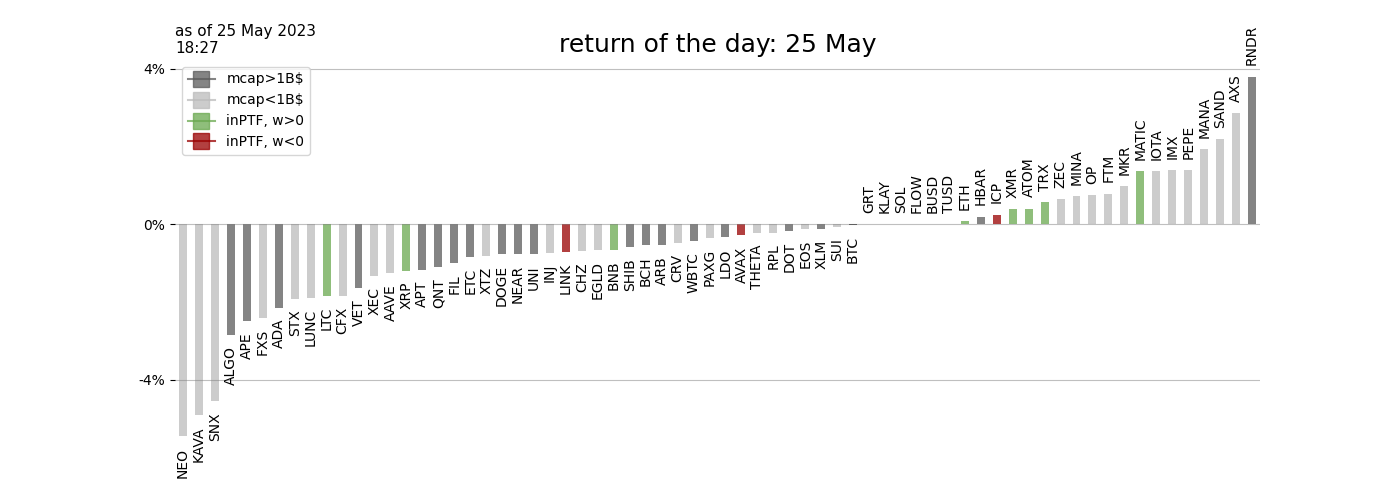 as of 25 May 2023
18:27
return of the day: 25 May
mcap>1B$
mcap<1B$
inPTF, w>0
inPTF, w<0
4%
0%
-4%
NEO
KAVA
SNX
ALGO
APE
FXS
ADA
STX
LUNC
LTC
CFX
VET
XEC
AAVE
XRP
APT
QNT
FIL
ETC
XTZ
DOGE
NEAR
UNI
INJ
LINK
CHZ
EGLD
BNB
SHIB
BCH
ARB
CRV
WBTC
PAXG
LDO
AVAX
THETA
RPL
DOT
EOS
XLM
SUI
BTC
GRT
KLAY
SOL
FLOW
BUSD
TUSD
ETH
HBAR
ICP
XMR
ATOM
TRX
ZEC
MINA
OP
FTM
MKR
MATIC
IOTA
IMX
PEPE
MANA
SAND
AXS
RNDR